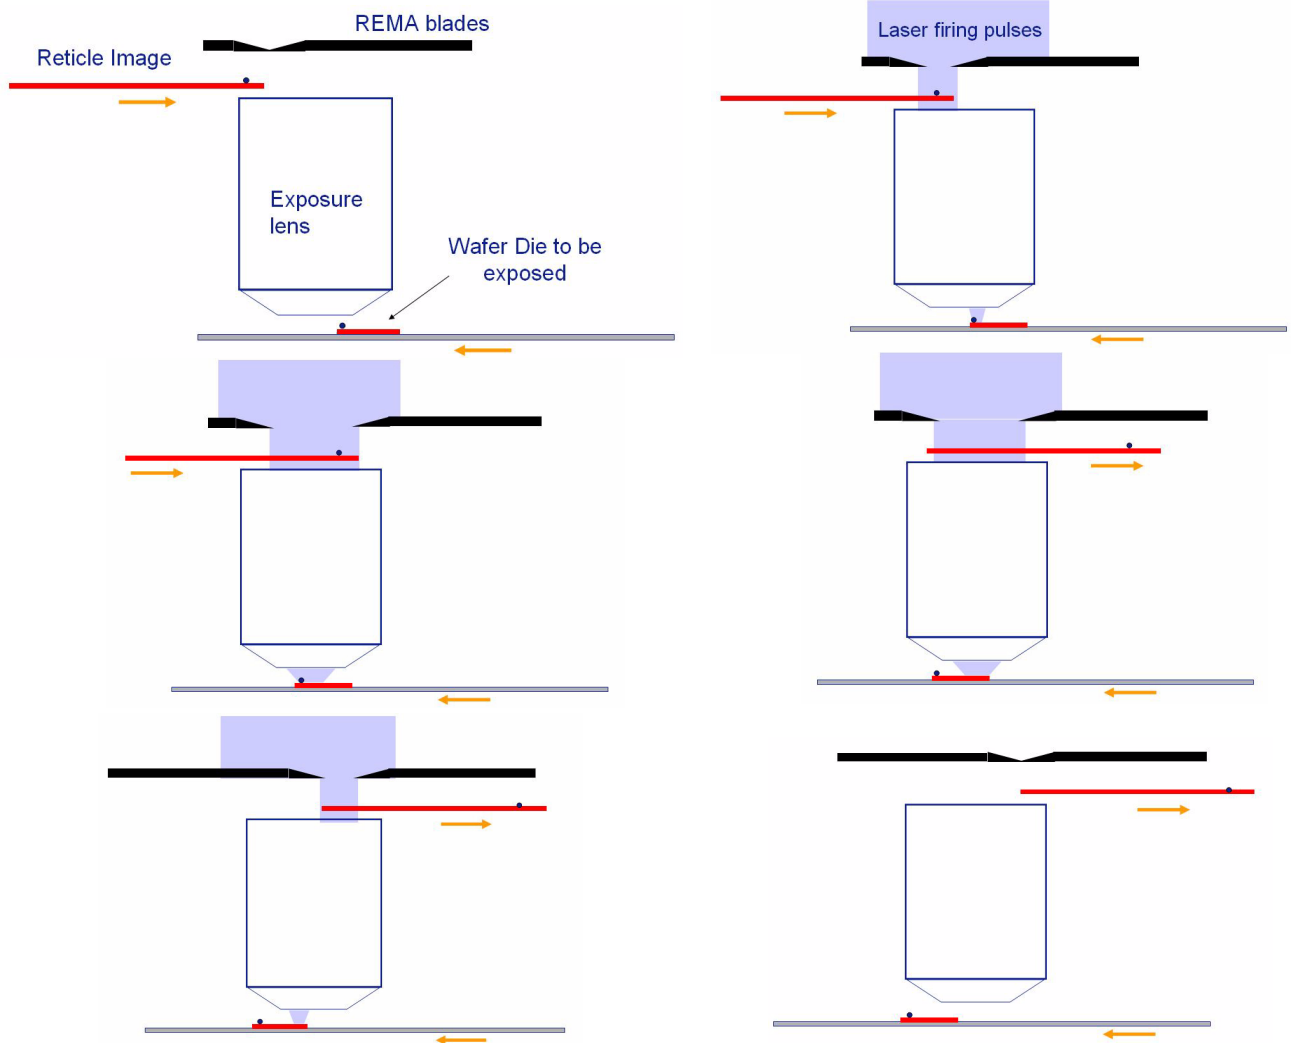 REMA blades
Reticle Image
Exposure
lens
Wafer Die to be
exposed
Laser firing pulses